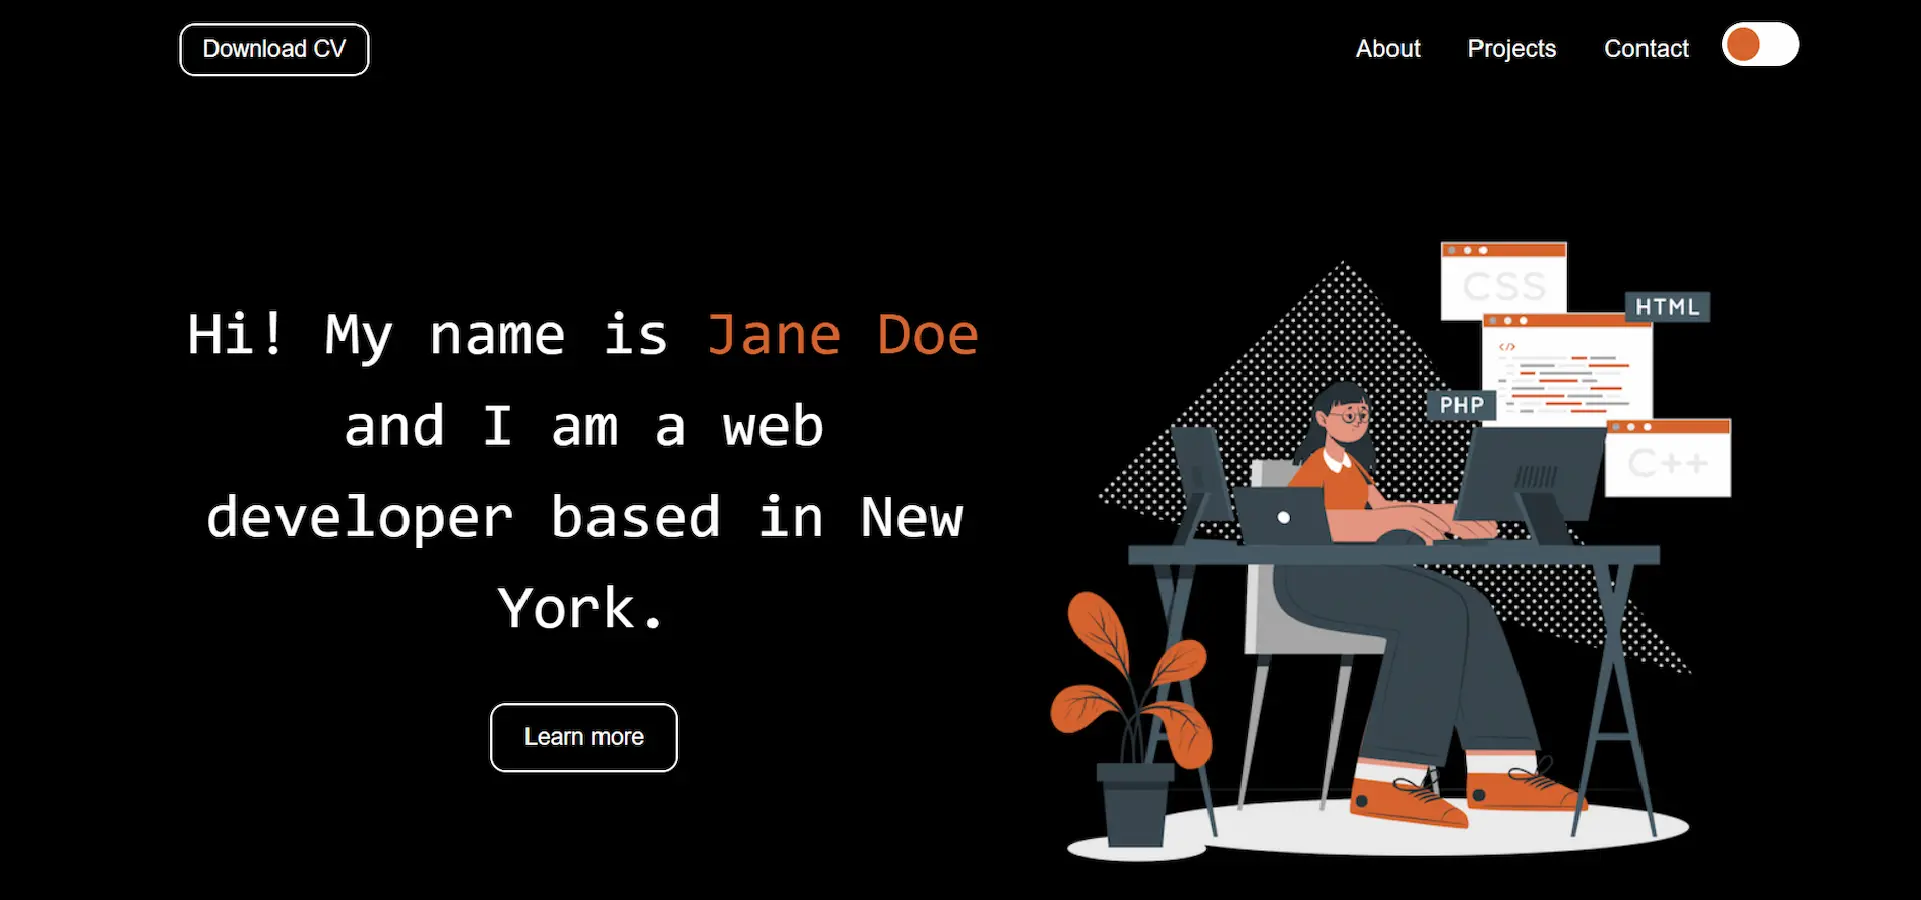 Download CV
About
Projects
Contact
Hi! My name is Jane Doe
and I am a web
developer based in New
York.
Learn more
CSS
HTML
</>
PHP
C++